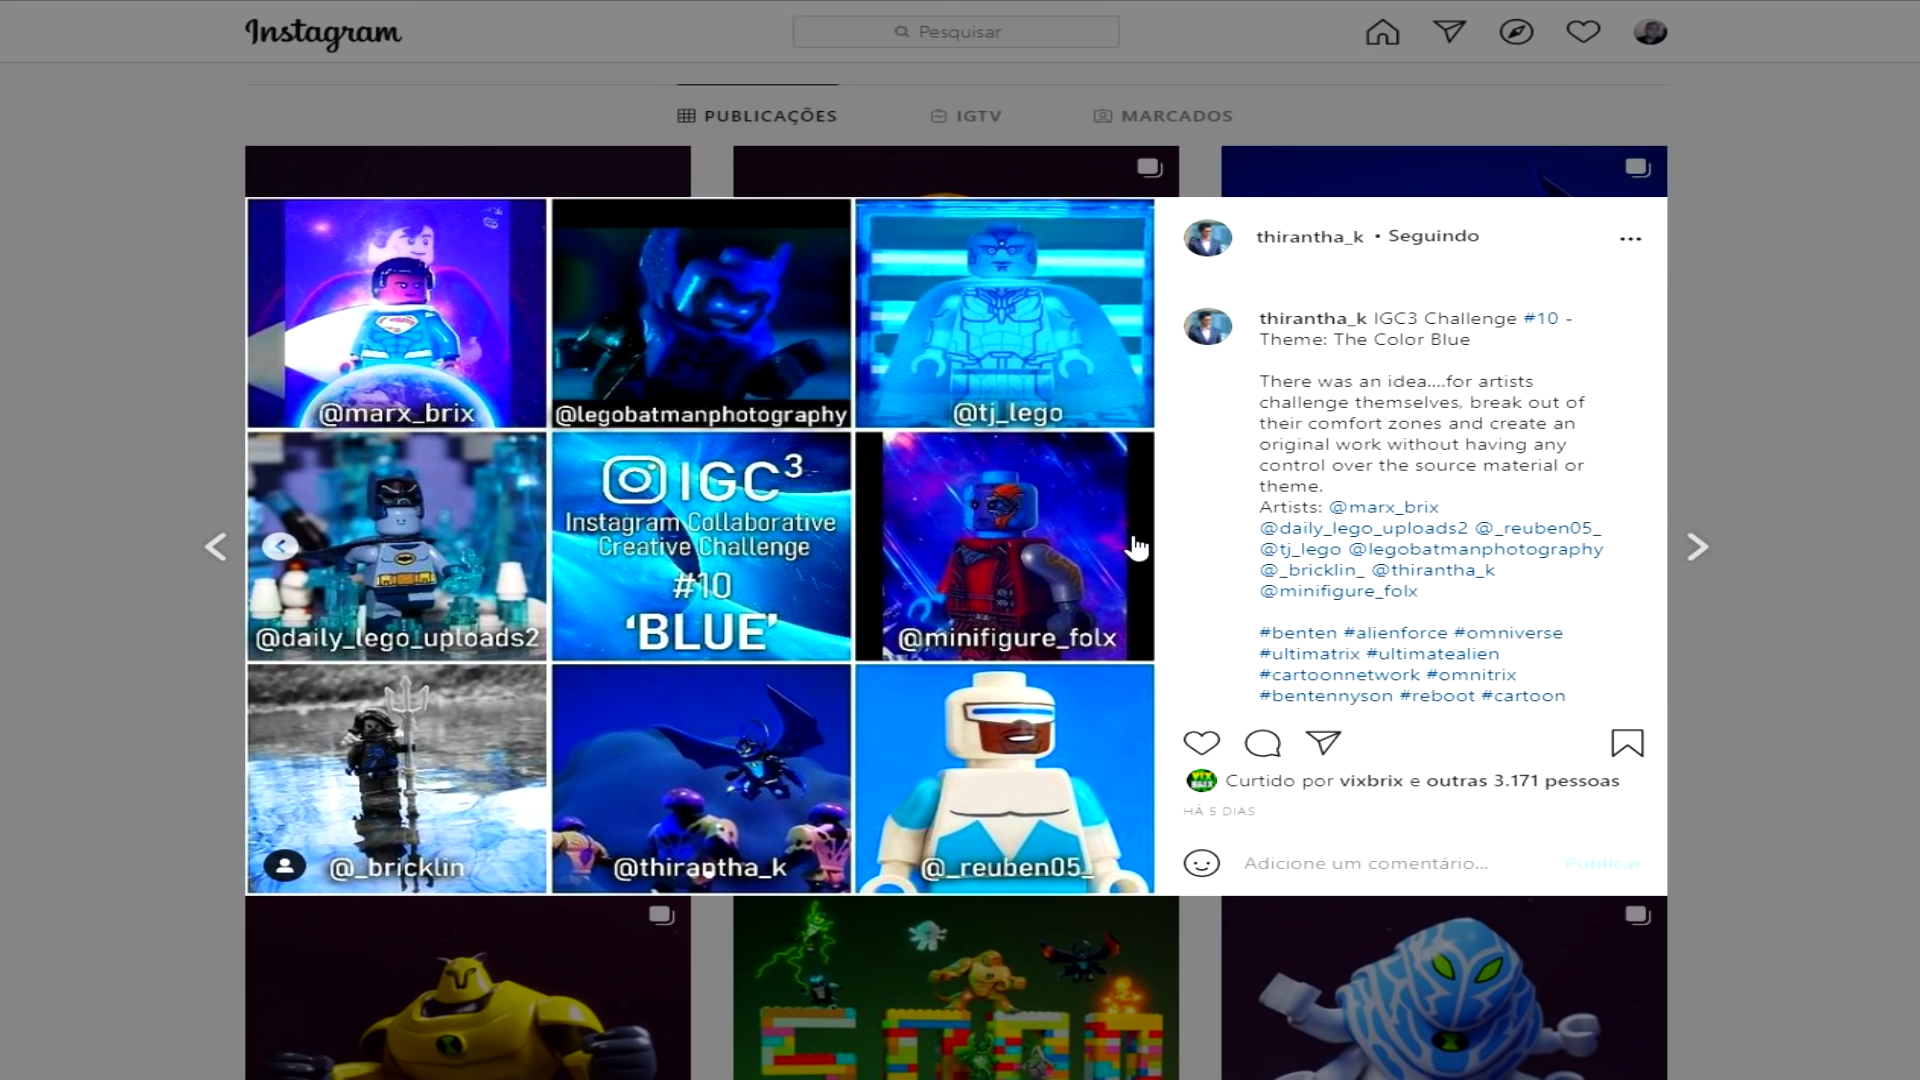 Instagram
Pesquisar
PUBLICAÇÕES
IGTV
MARCADOS
@marx_brix
@legobatmanphotography
@tj_lego
@daily_lego_uploads2
IGC3
Instagram Collaborative
Creative Challenge
#10
‘BLUE’
@minifigure_folx
@_bricklin
@thirantha_k
@_reuben05_
thirantha_k • Seguindo
thirantha_k IGC3 Challenge #10 -
Theme: The Color Blue
There was an idea....for artists
challenge themselves, break out of
their comfort zones and create an
original work without having any
control over the source material or
theme.
Artists: @marx_brix
@daily_lego_uploads2 @_reuben05_
@tj_lego @legobatmanphotography
@_bricklin_ @thirantha_k
@minifigure_folx
#benten #alienforce #omniverse
#ultimatrix #ultimatealien
#cartoonnetwork #omnitrix
#bentennyson #reboot #cartoon
Curtido por vixbrix e outras 3.171 pessoas
HÁ 5 DIAS
Adicione um comentário...
Publicar